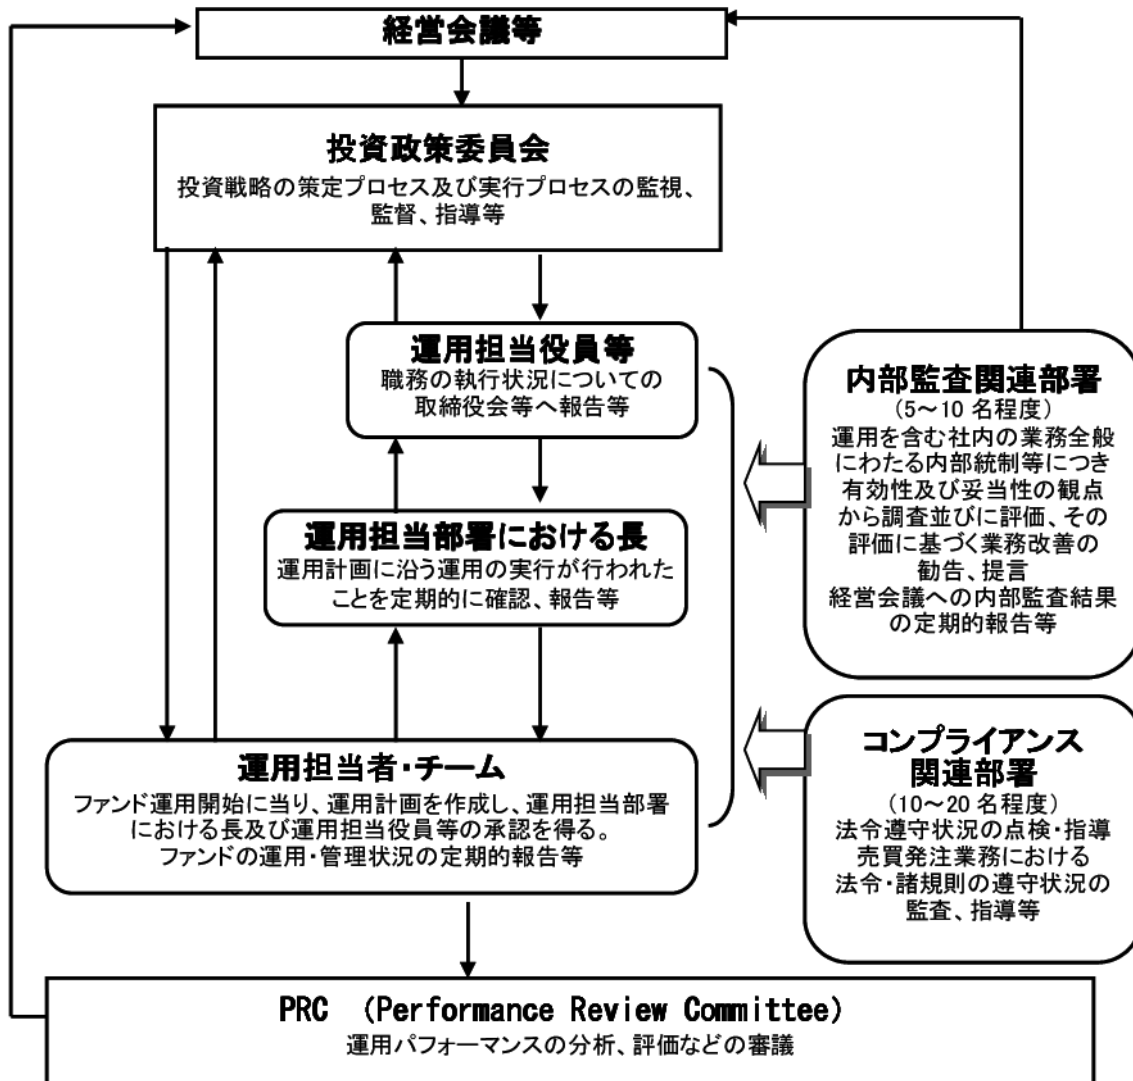 経営会議等
投資政策委員会
投資戦略の策定プロセス及び実行プロセスの監視、
監督、指導等
運用担当役員等
職務の執行状況についての
取締役会等へ報告等
運用担当部署における長
運用計画に沿う運用の実行が行われた
ことを定期的に確認、報告等
運用担当者・チーム
ファンド運用開始に当り、運用計画を作成し、運用担当部署
における長及び運用担当役員等の承認を得る。
ファンドの運用・管理状況の定期的報告等
内部監査関連部署
(5~10 名程度)
運用を含む社内の業務全般
にわたる内部統制等につき
有効性及び妥当性の観点
から調査並びに評価、その
評価に基づく業務改善の
勧告、提言
経営会議への内部監査結果
の定期的報告等
コンプライアンス
関連部署
(10~20 名程度)
法令遵守状況の点検・指導
売買発注業務における
法令・諸規則の遵守状況の
監査、指導等
PRC (Performance Review Committee)
運用パフォーマンスの分析、評価などの審議